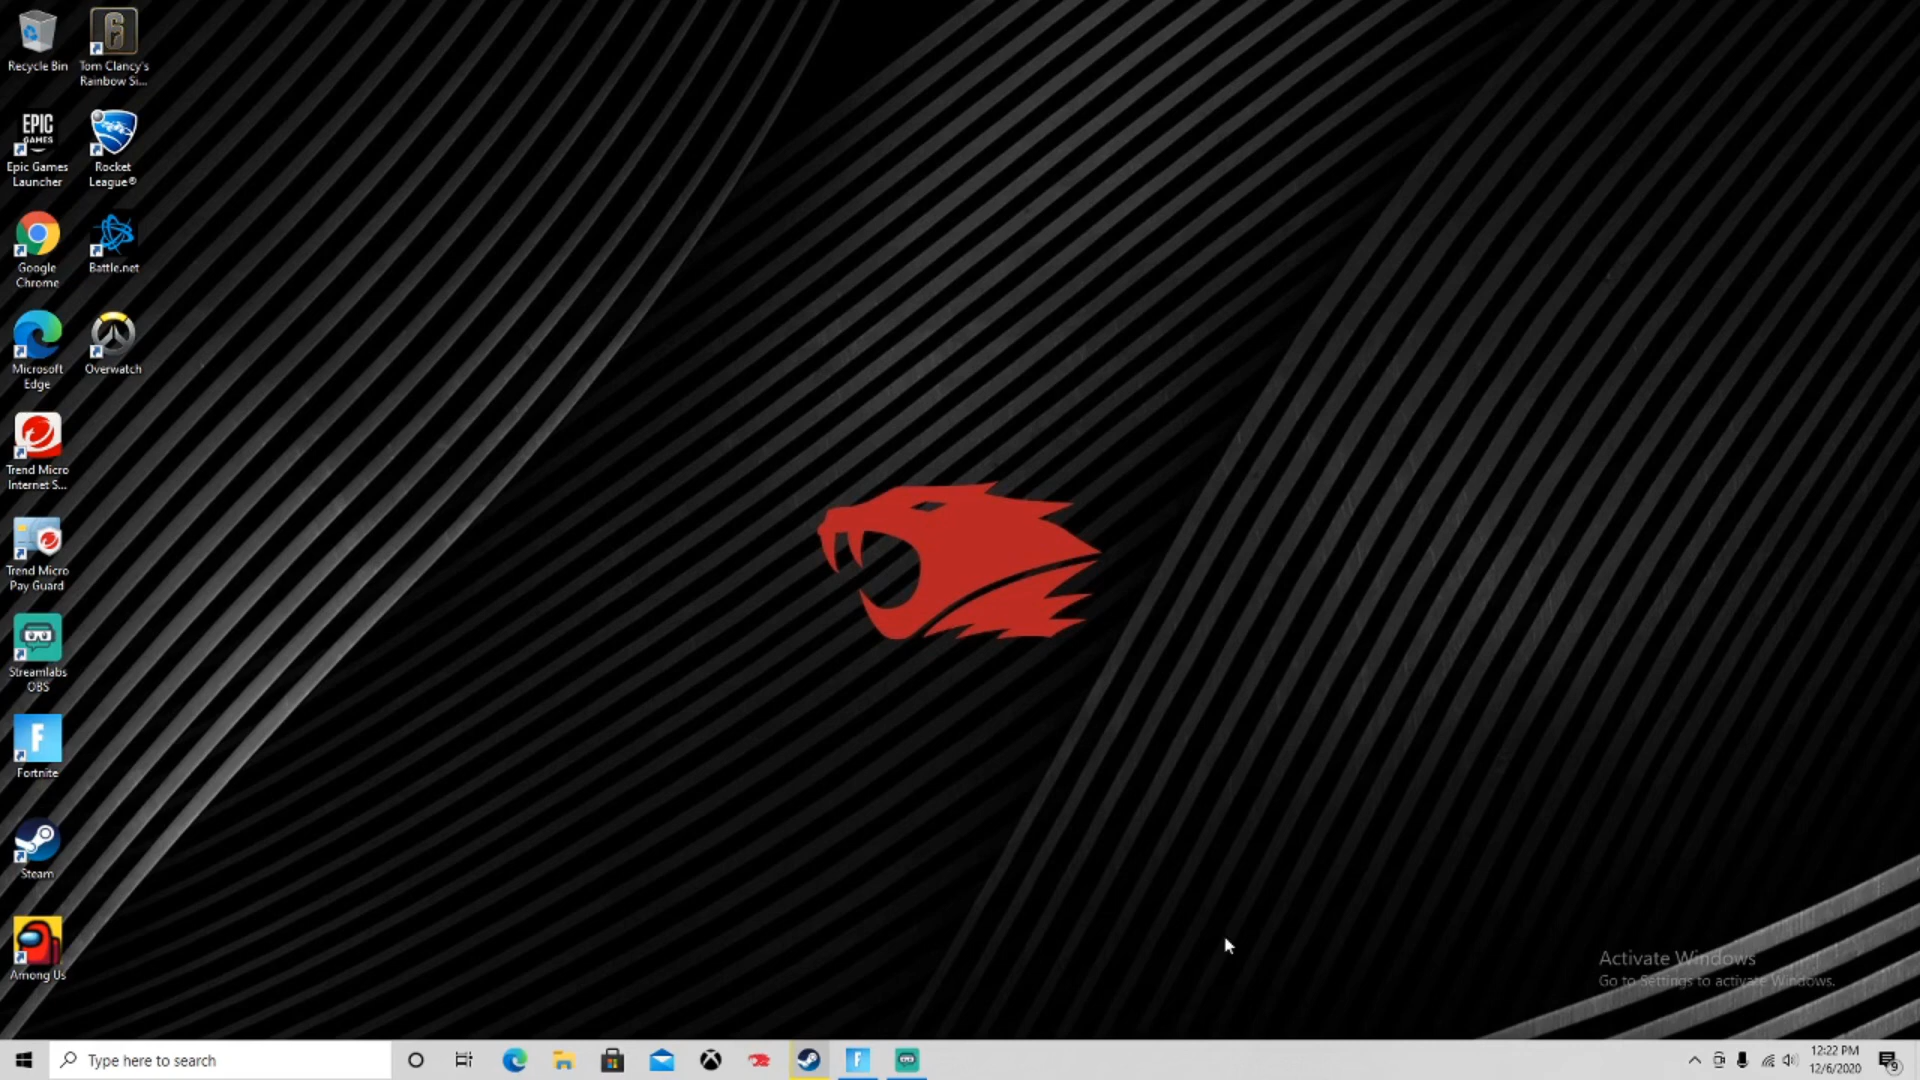 Recycle Bin
Tom Clancy's
Rainbow Si...
EPIC
GAMES
Epic Games
Launcher
Rocket
League®
Google
Chrome
Battle.net
Microsoft
Edge
Overwatch
Trend Micro
Internet S...
Trend Micro
Pay Guard
Streamlabs
OBS
F
Fortnite
Steam
Among Us
Activate Windows
Go to Settings to activate Windows.
Type here to search
F
12:22 PM
12/6/2020
9